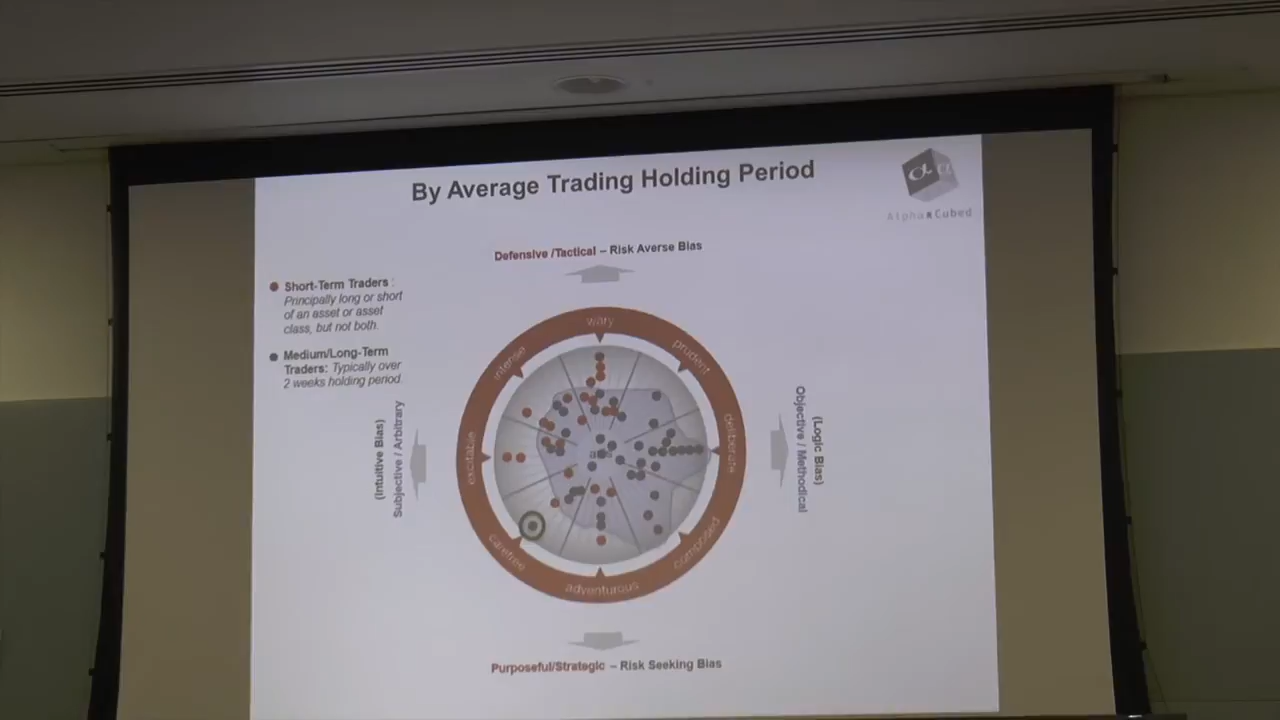 By Average Trading Holding Period
α α
Alpha Cubed
Defensive /Tactical – Risk Averse Bias
Short-Term Traders :
Principally long or short
of an asset or asset
class, but not both.
Medium/Long-Term
Traders: Typically over
2 weeks holding period.
(Intuitive Bias)
Subjective / Arbitrary
wary
prudent
deliberate
composed
adventurous
carefree
excitable
intense
(Logic Bias)
Objective / Methodical
Purposeful/Strategic – Risk Seeking Bias